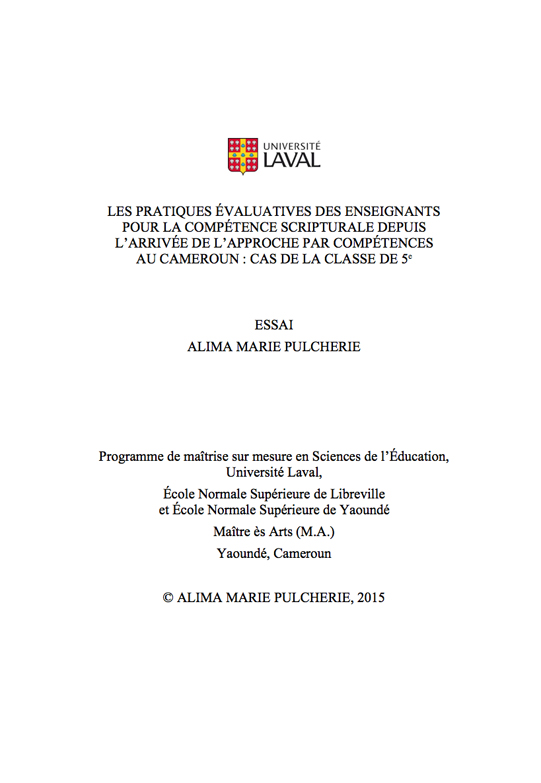 UNIVERSITÉ
LAVAL
LES PRATIQUES ÉVALUATIVES DES ENSEIGNANTS
POUR LA COMPÉTENCE SCRIPTURALE DEPUIS
L’ARRIVÉE DE L’APPROCHE PAR COMPÉTENCES
AU CAMEROUN : CAS DE LA CLASSE DE 5e
ESSAI
ALIMA MARIE PULCHERIE
Programme de maîtrise sur mesure en Sciences de l’Éducation,
Université Laval,
École Normale Supérieure de Libreville
et École Normale Supérieure de Yaoundé
Maître ès Arts (M.A.)
Yaoundé, Cameroun
© ALIMA MARIE PULCHERIE, 2015